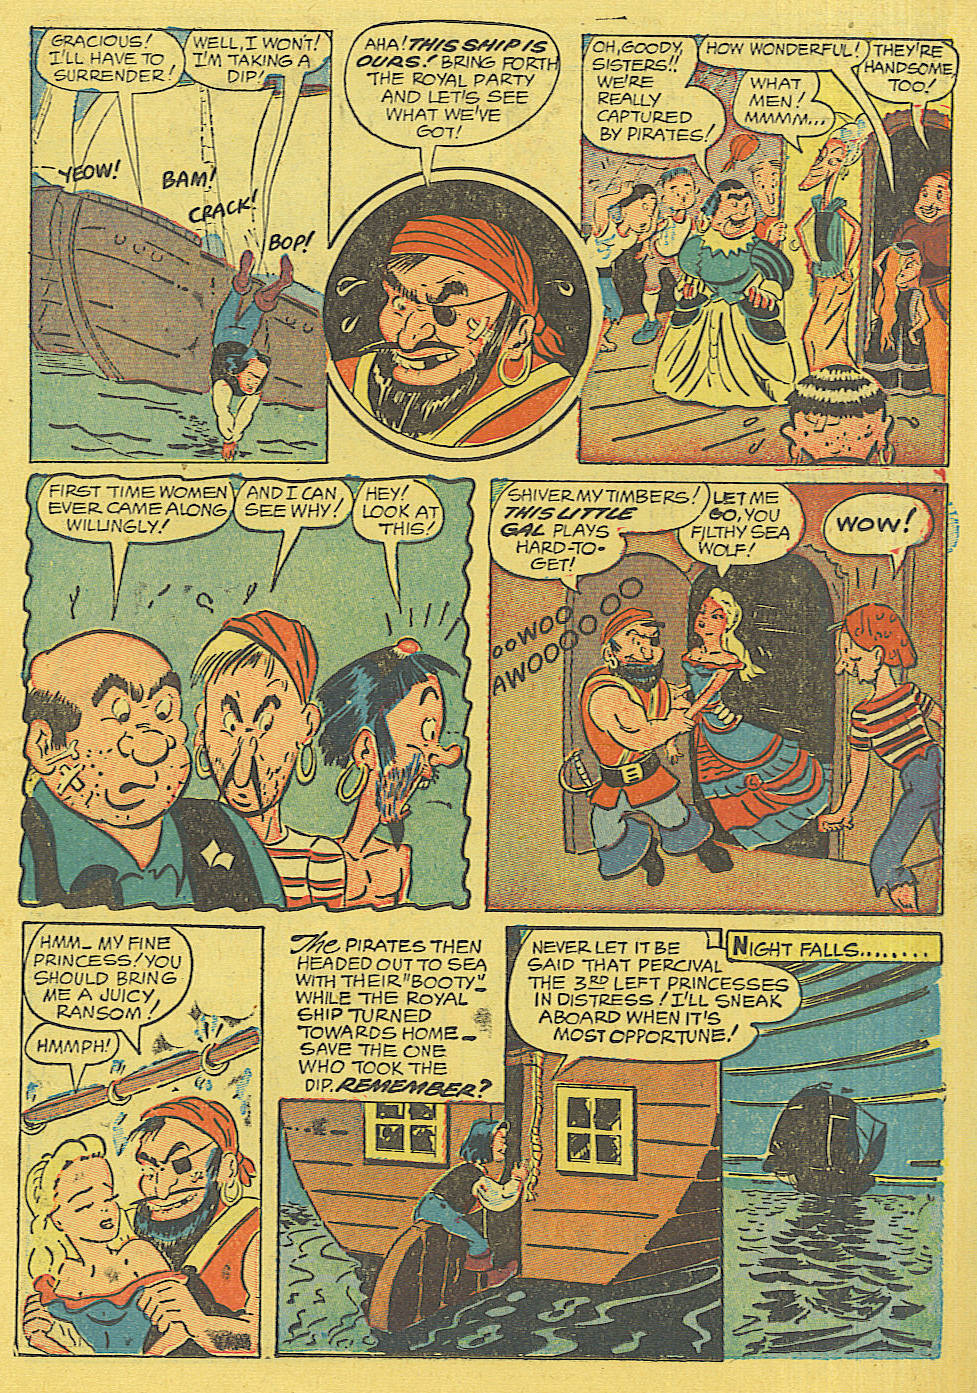 GRACIOUS!
I'LL HAVE TO
SURRENDER!
WELL, I WON'T!
I'M TAKING A
DIP!
YEOW!
BAM!
CRACK!
BOP!
AHA! THIS SHIP IS
OURS! BRING FORTH
THE ROYAL PARTY
AND LET'S SEE
WHAT WE'VE
GOT!
OH, GOODY,
SISTERS!!
WE'RE
REALLY
CAPTURED
BY PIRATES!
HOW WONDERFUL!
WHAT
MEN!
MMMM...
THEY'RE
HANDSOME,
TOO!
FIRST TIME WOMEN
EVER CAME ALONG
WILLINGLY!
AND I CAN
SEE WHY!
HEY!
LOOK AT
THIS!
SHIVER MY TIMBERS!
THIS LITTLE
GAL PLAYS
HARD-TO-
GET!
LET ME
GO, YOU
FILTHY SEA
WOLF!
WOW!
OOWOO
AWOOOOOOO
HMM- MY FINE
PRINCESS! YOU
SHOULD BRING
ME A JUICY
RANSOM!
HMMPH!
The PIRATES THEN
HEADED OUT TO SEA
WITH THEIR "BOOTY"-
WHILE THE ROYAL
SHIP TURNED
TOWARDS HOME-
SAVE THE ONE
WHO TOOK THE
DIP. REMEMBER?
NEVER LET IT BE
SAID THAT PERCIVAL
THE 3RD LEFT PRINCESSES
IN DISTRESS! I'LL SNEAK
ABOARD WHEN IT'S
MOST OPPORTUNE!
NIGHT FALLS........